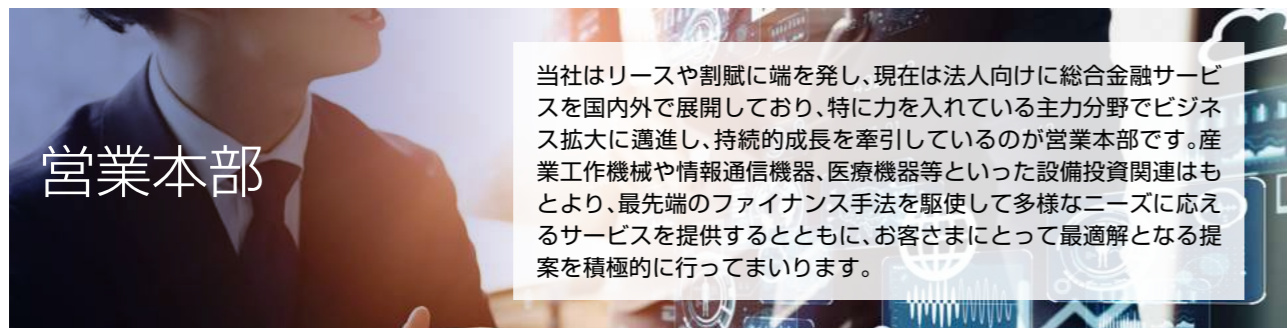 営業本部
当社はリースや割賦に端を発し、現在は法人向けに総合金融サービ
スを国内外で展開しており、特に力を入れている主力分野でビジネ
ス拡大に邁進し、持続的成長を牽引しているのが営業本部です。産
業工作機械や情報通信機器、医療機器等といった設備投資関連はも
とより、最先端のファイナンス手法を駆使して多様なニーズに応え
るサービスを提供するとともに、お客さまにとって最適解となる提
案を積極的に行ってまいります。